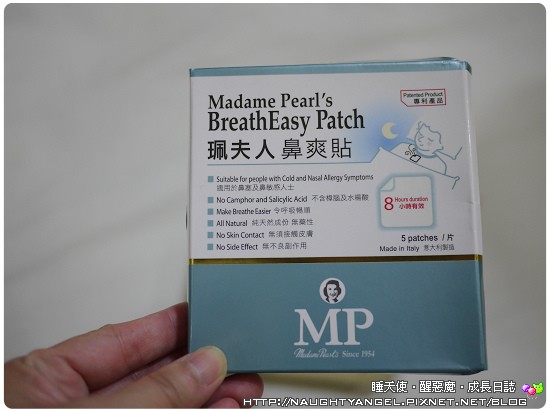 Madame Pearl's
BreathEasy Patch
珮夫人 鼻爽貼
Patented Product
專利產品
Suitable for people with Cold and Nasal Allergy Symptoms
適用於鼻塞及鼻敏感人士
No Camphor and Salicylic Acid 不含樟腦及水楊酸
Make Breathe Easier 令呼吸暢順
All Natural 純天然成份 無藥性
No Skin Contact 無須接觸皮膚
No Side Effect 無不良副作用
8 Hours duration
小時有效
5 patches / 片
Made in Italy 意大利製造
MP
Madame Pearl's Since 1954
睡天使‧醒惡魔‧成長日誌
HTTP://NAUGHTYANGEL.PIXNET.NET/BLOG